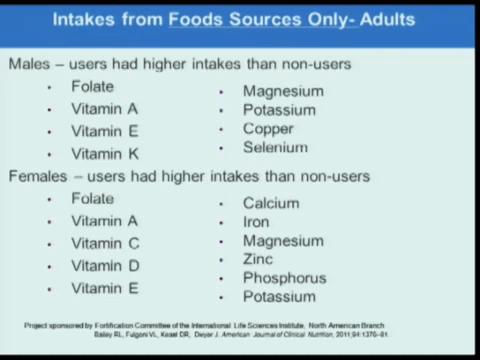 Intakes from Foods Sources Only- Adults
Males – users had higher intakes than non-users
• Folate
• Vitamin A
• Vitamin E
• Vitamin K
• Magnesium
• Potassium
• Copper
• Selenium
Females – users had higher intakes than non-users
• Folate
• Vitamin A
• Vitamin C
• Vitamin D
• Vitamin E
• Calcium
• Iron
• Magnesium
• Zinc
• Phosphorus
• Potassium
Project sponsored by Fortification Committee of the International Life Sciences Institute, North American Branch
Bailey RL, Fulgoni VL, Keast DR, Dwyer J. American Journal of Clinical Nutrition, 2011;94:1376–81.